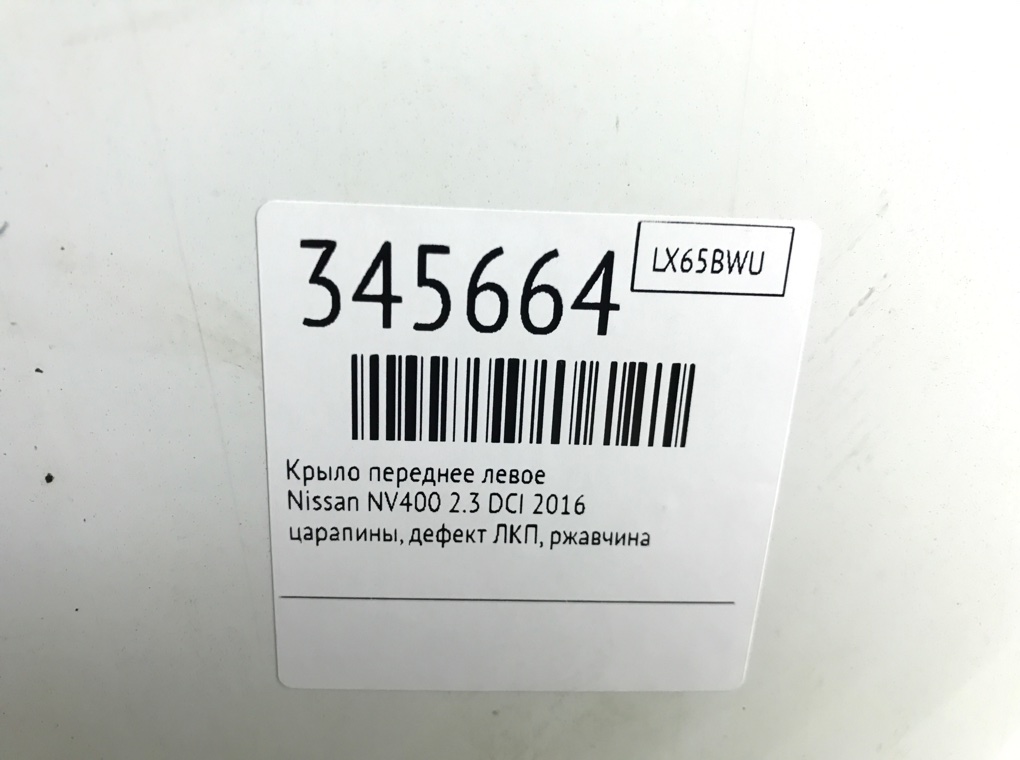 345664
LX65BWU
Крыло переднее левое
Nissan NV400 2.3 DCI 2016
царапины, дефект ЛКП, ржавчина